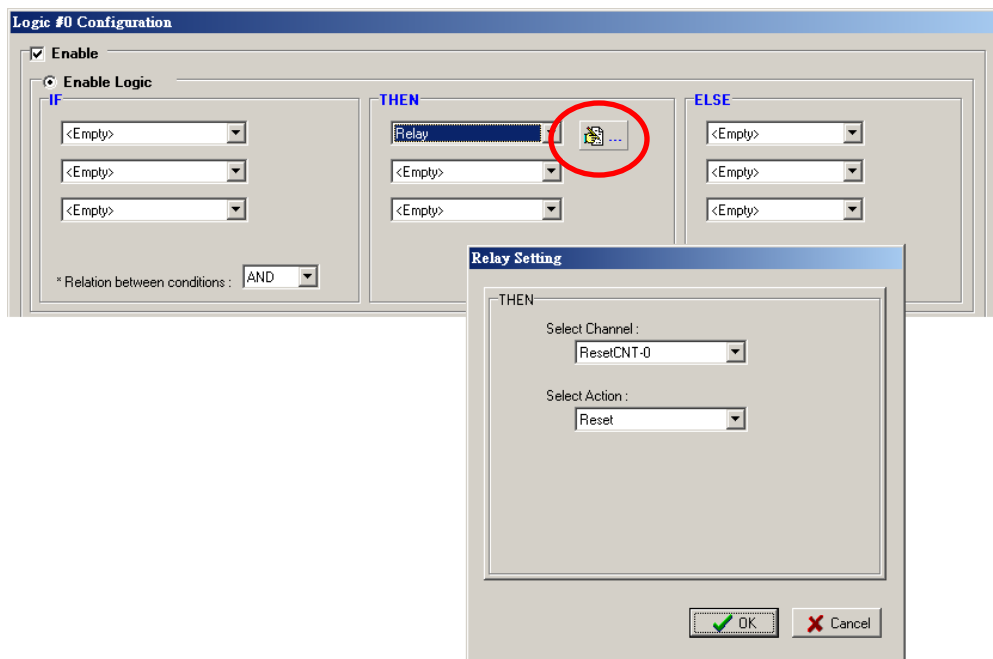 Logic #0 Configuration
Enable
Enable Logic
IF
<Empty>
<Empty>
<Empty>
* Relation between conditions : AND
THEN
Relay
...
<Empty>
<Empty>
ELSE
<Empty>
<Empty>
<Empty>
Relay Setting
THEN
Select Channel :
ResetCNT-0
Select Action :
Reset
OK
Cancel